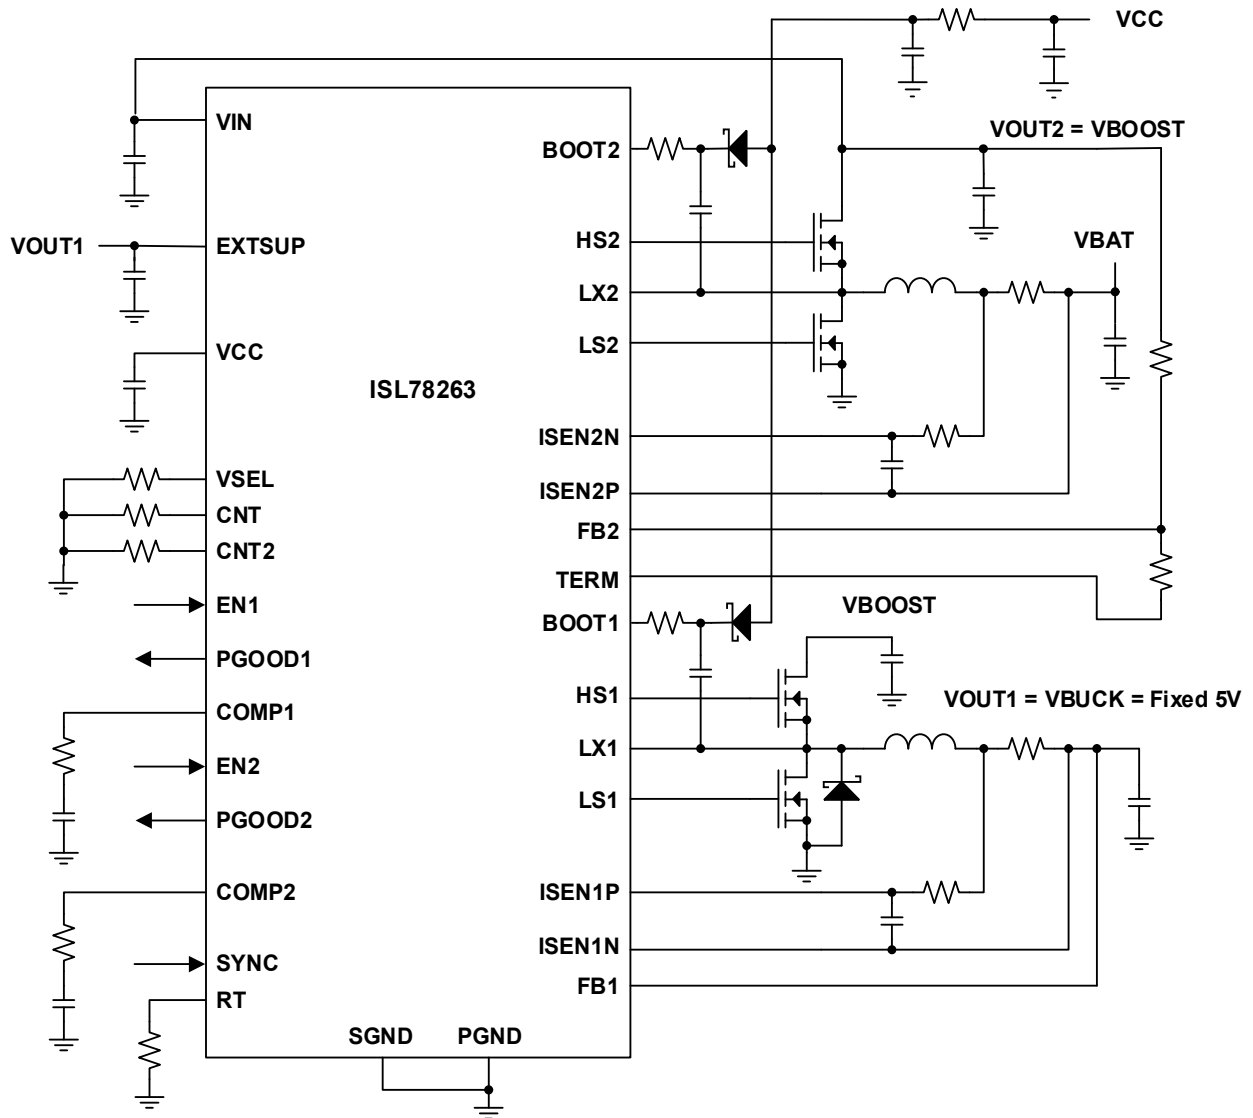 VCC
VIN
VOUT2 = VBOOST
BOOT2
VOUT1
EXTSUP
HS2
VBAT
LX2
VCC
LS2
ISL78263
ISEN2N
VSEL
ISEN2P
CNT
FB2
CNT2
TERM
EN1
VBOOST
BOOT1
PGOOD1
HS1
VOUT1 = VBUCK = Fixed 5V
COMP1
LX1
EN2
LS1
PGOOD2
COMP2
ISEN1P
ISEN1N
SYNC
FB1
RT
SGND
PGND